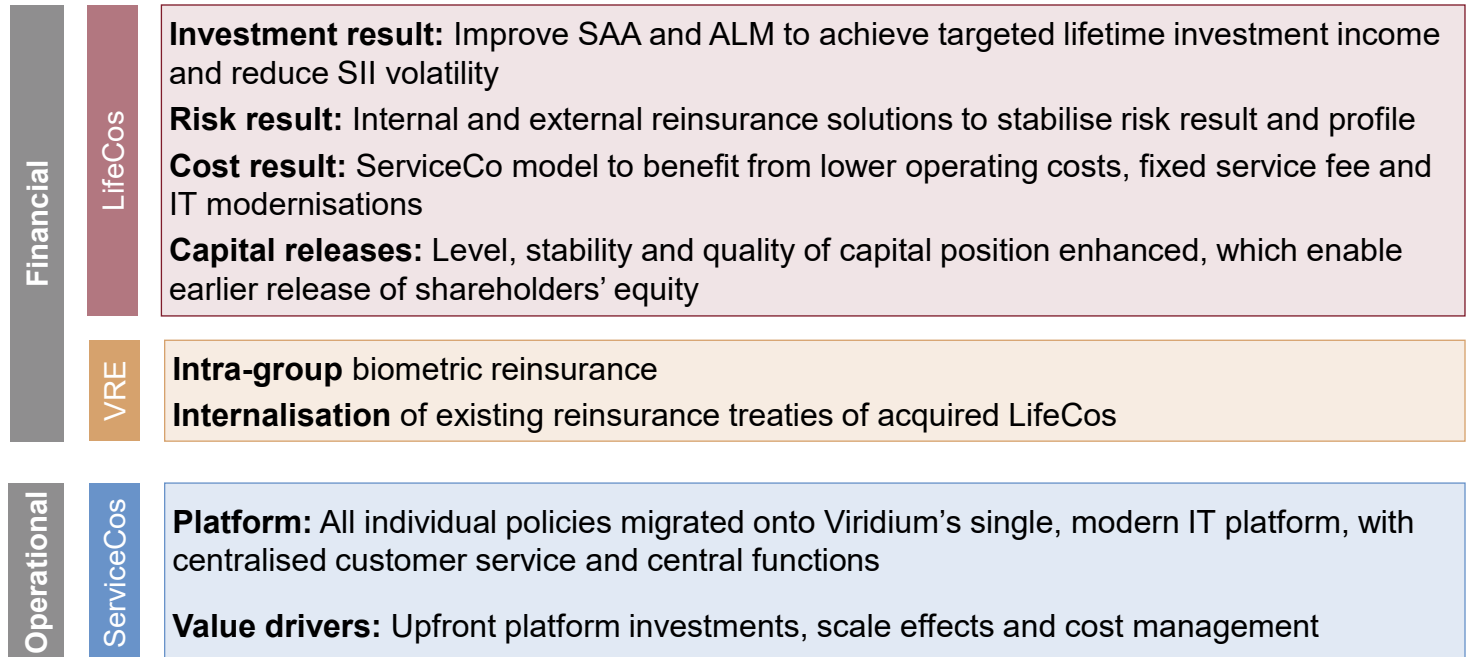 Financial
LifeCos
Investment result: Improve SAA and ALM to achieve targeted lifetime investment income
and reduce SII volatility
Risk result: Internal and external reinsurance solutions to stabilise risk result and profile
Cost result: ServiceCo model to benefit from lower operating costs, fixed service fee and
IT modernisations
Capital releases: Level, stability and quality of capital position enhanced, which enable
earlier release of shareholders’ equity
VRE
Intra-group biometric reinsurance
Internalisation of existing reinsurance treaties of acquired LifeCos
Operational
ServiceCos
Platform: All individual policies migrated onto Viridium’s single, modern IT platform, with
centralised customer service and central functions
Value drivers: Upfront platform investments, scale effects and cost management